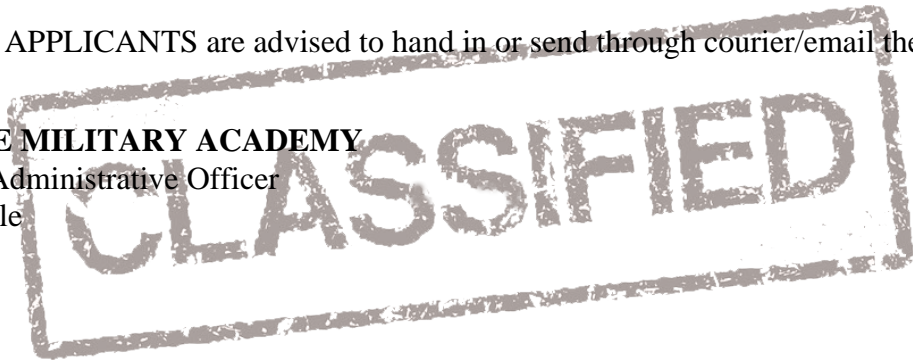 APPLICANTS are advised to hand in or send through courier/email the
E MILITARY ACADEMY
Administrative Officer
le
CLASSIFIED